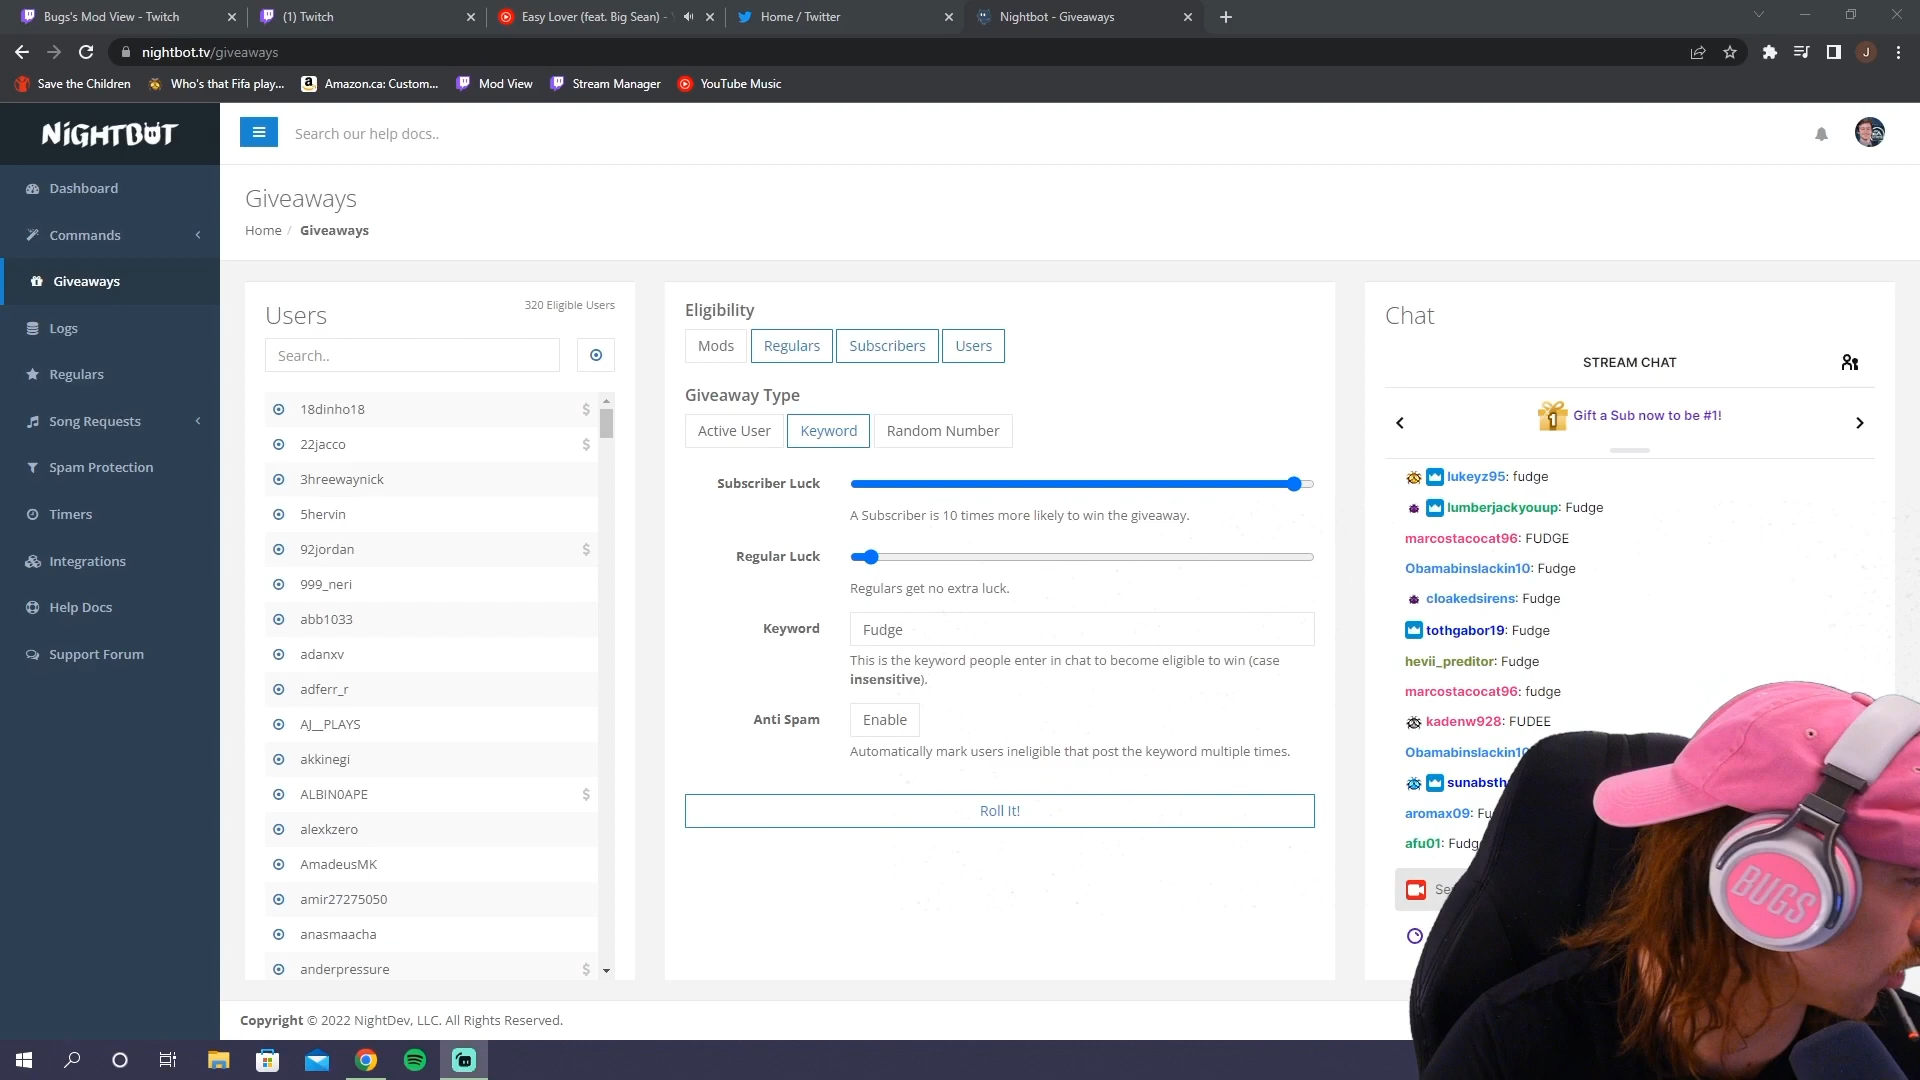 Bugs's Mod View - Twitch
(1) Twitch
Easy Lover (feat. Big Sean) -
Home / Twitter
Nightbot - Giveaways
nightbot.tv/giveaways
J
Save the Children
Who's that Fifa play...
Amazon.ca: Custom...
Mod View
Stream Manager
YouTube Music
NIGHTBOT
Search our help docs..
Dashboard
Commands
Giveaways
Logs
Regulars
Song Requests
Spam Protection
Timers
Integrations
Help Docs
Support Forum
Giveaways
Home / Giveaways
320 Eligible Users
Users
Search..
18dinho18 $
22jacco $
3hreewaynick
5hervin
92jordan $
999_neri
abb1033
adanxv
adferr_r
AJ__PLAYS
akkinegi
ALBIN0APE $
alexkzero
AmadeusMK
amir27275050
anasmaacha
anderpressure $
Eligibility
Mods Regulars Subscribers Users
Giveaway Type
Active User Keyword Random Number
Subscriber Luck
A Subscriber is 10 times more likely to win the giveaway.
Regular Luck
Regulars get no extra luck.
Keyword Fudge
This is the keyword people enter in chat to become eligible to win (case
insensitive).
Anti Spam Enable
Automatically mark users ineligible that post the keyword multiple times.
Roll It!
Chat
STREAM CHAT
1 Gift a Sub now to be #1!
lukeyz95: fudge
lumberjackyouup: Fudge
marcostacocat96: FUDGE
Obamabinslackin10: Fudge
cloakedsirens: Fudge
tothgabor19: Fudge
hevii_preditor: Fudge
marcostacocat96: fudge
kadenw928: FUDEE
Obamabinslackin10
sunabsth
aromax09: Fu
afu01: Fudg
BUGS
Copyright © 2022 NightDev, LLC. All Rights Reserved.